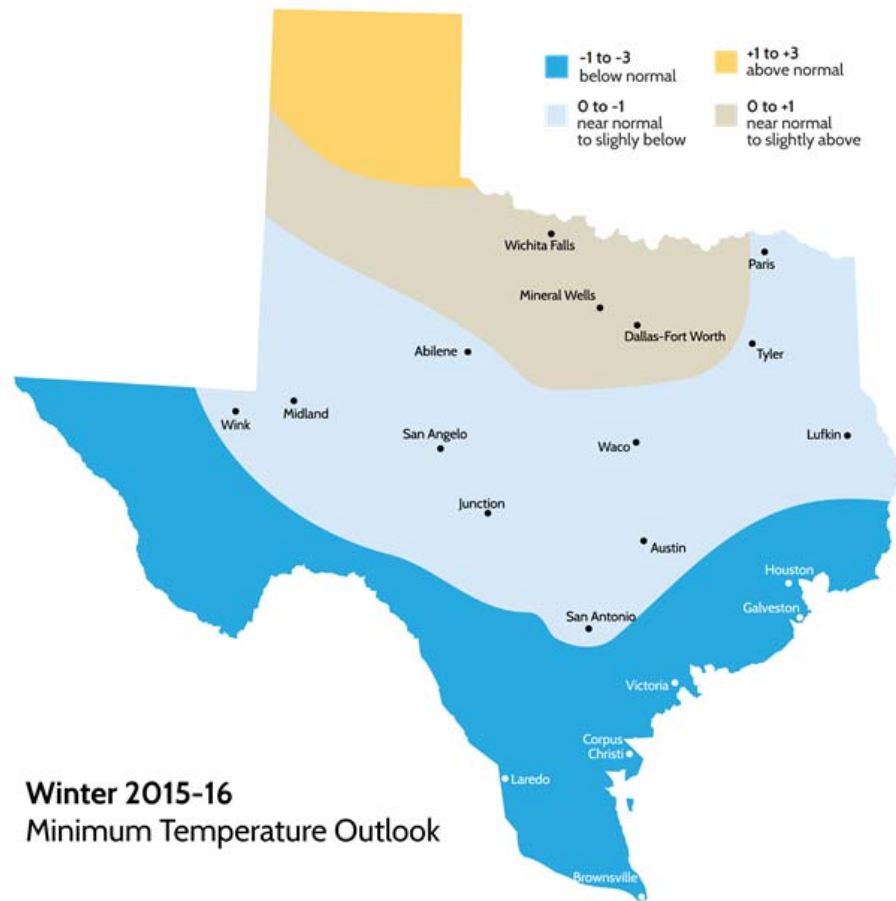 -1 to -3
below normal
+1 to +3
above normal
0 to -1
near normal
to slighly below
0 to +1
near normal
to slightly above
Wichita Falls
Paris
Mineral Wells
Dallas-Fort Worth
Abilene
Tyler
Wink
Midland
San Angelo
Waco
Lufkin
Junction
Austin
Houston
San Antonio
Galveston
Victoria
Corpus
Christi
Laredo
Winter 2015-16
Minimum Temperature Outlook
Brownsville